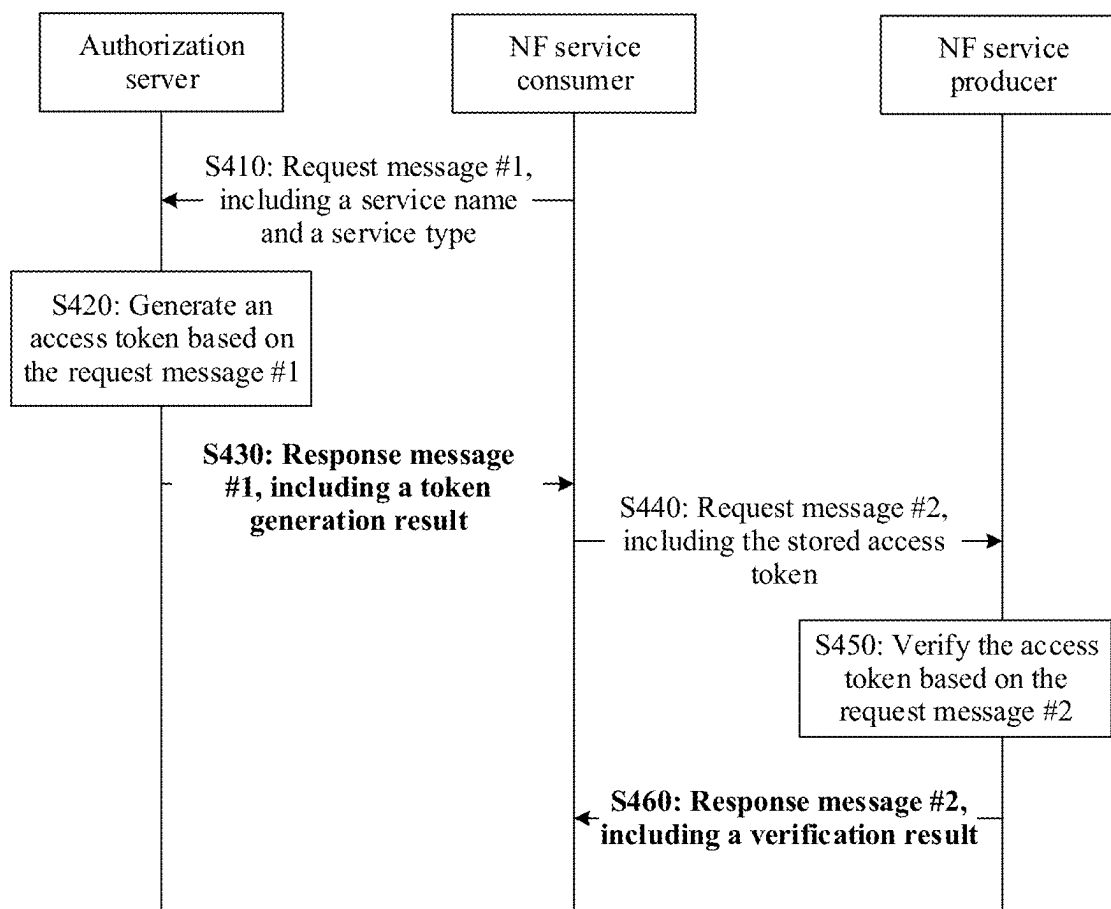 Authorization
server
NF service
consumer
NF service
producer
S410: Request message #1,
including a service name
and a service type
S420: Generate an
access token based on
the request message #1
S430: Response message
#1, including a token
generation result
S440: Request message #2,
including the stored access
token
S450: Verify the access
token based on the
request message #2
S460: Response message #2,
including a verification result